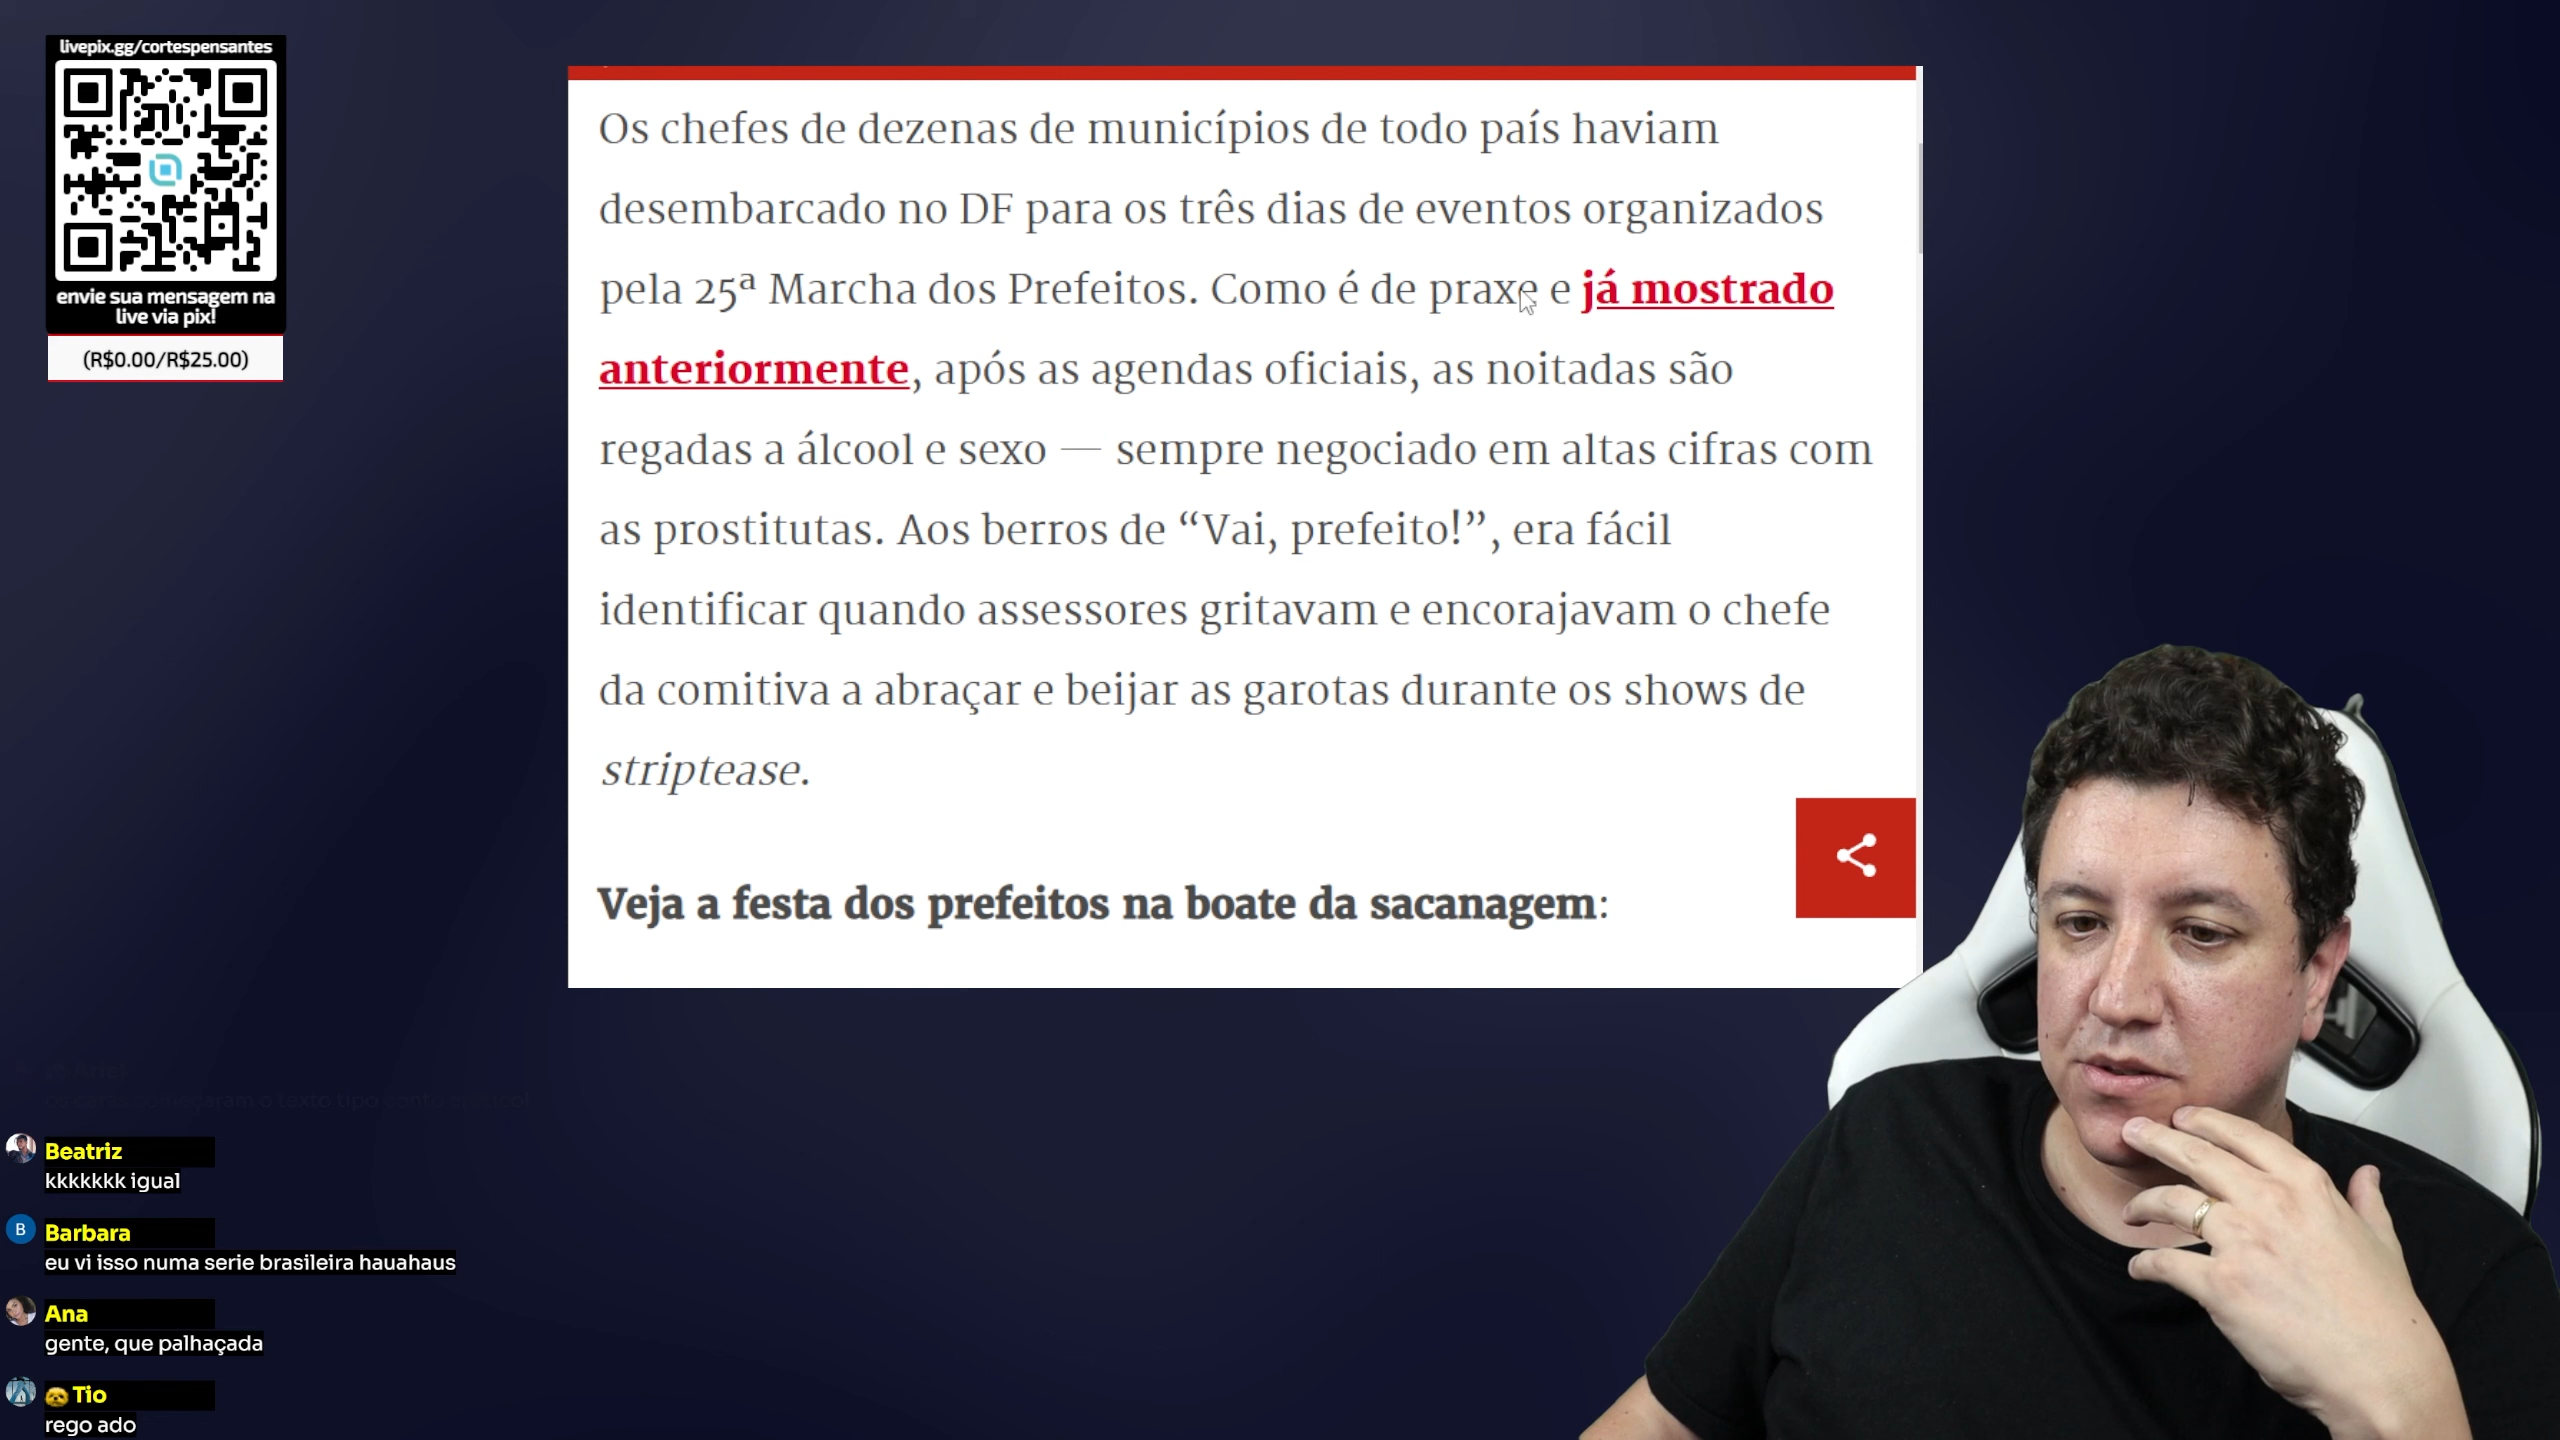 livepix.gg/cortespensantes
envie sua mensagem na
live via pix!
(R$0.00/R$25.00)
Os chefes de dezenas de municípios de todo país haviam
desembarcado no DF para os três dias de eventos organizados
pela 25ª Marcha dos Prefeitos. Como é de praxe e já mostrado
anteriormente, após as agendas oficiais, as noitadas são
regadas a álcool e sexo — sempre negociado em altas cifras com
as prostitutas. Aos berros de “Vai, prefeito!”, era fácil
identificar quando assessores gritavam e encorajavam o chefe
da comitiva a abraçar e beijar as garotas durante os shows de
striptease.
Veja a festa dos prefeitos na boate da sacanagem:
o texto tipo
Beatriz
kkkkkkk igual
B
Barbara
eu vi isso numa serie brasileira hauahaus
Ana
gente, que palhaçada
Tio
rego ado